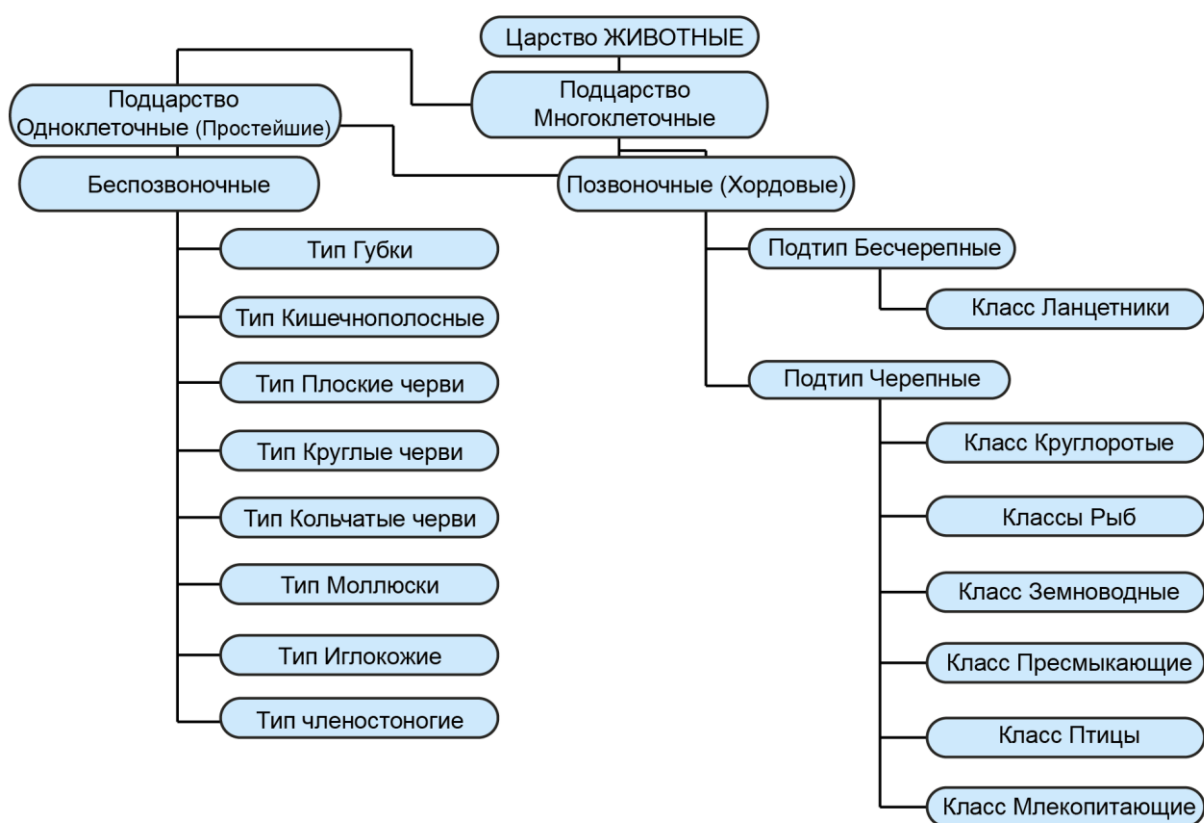 Царство ЖИВОТНЫЕ
Подцарство
Многоклеточные
Подцарство
Одноклеточные (Простейшие)
Беспозвоночные
Позвоночные (Хордовые)
Тип Губки
Тип Кишечнополосные
Тип Плоские черви
Тип Круглые черви
Тип Кольчатые черви
Тип Моллюски
Тип Иглокожие
Тип членостоногие
Подтип Бесчерепные
Класс Ланцетники
Подтип Черепные
Класс Круглоротые
Классы Рыб
Класс Земноводные
Класс Пресмыкающие
Класс Птицы
Класс Млекопитающие